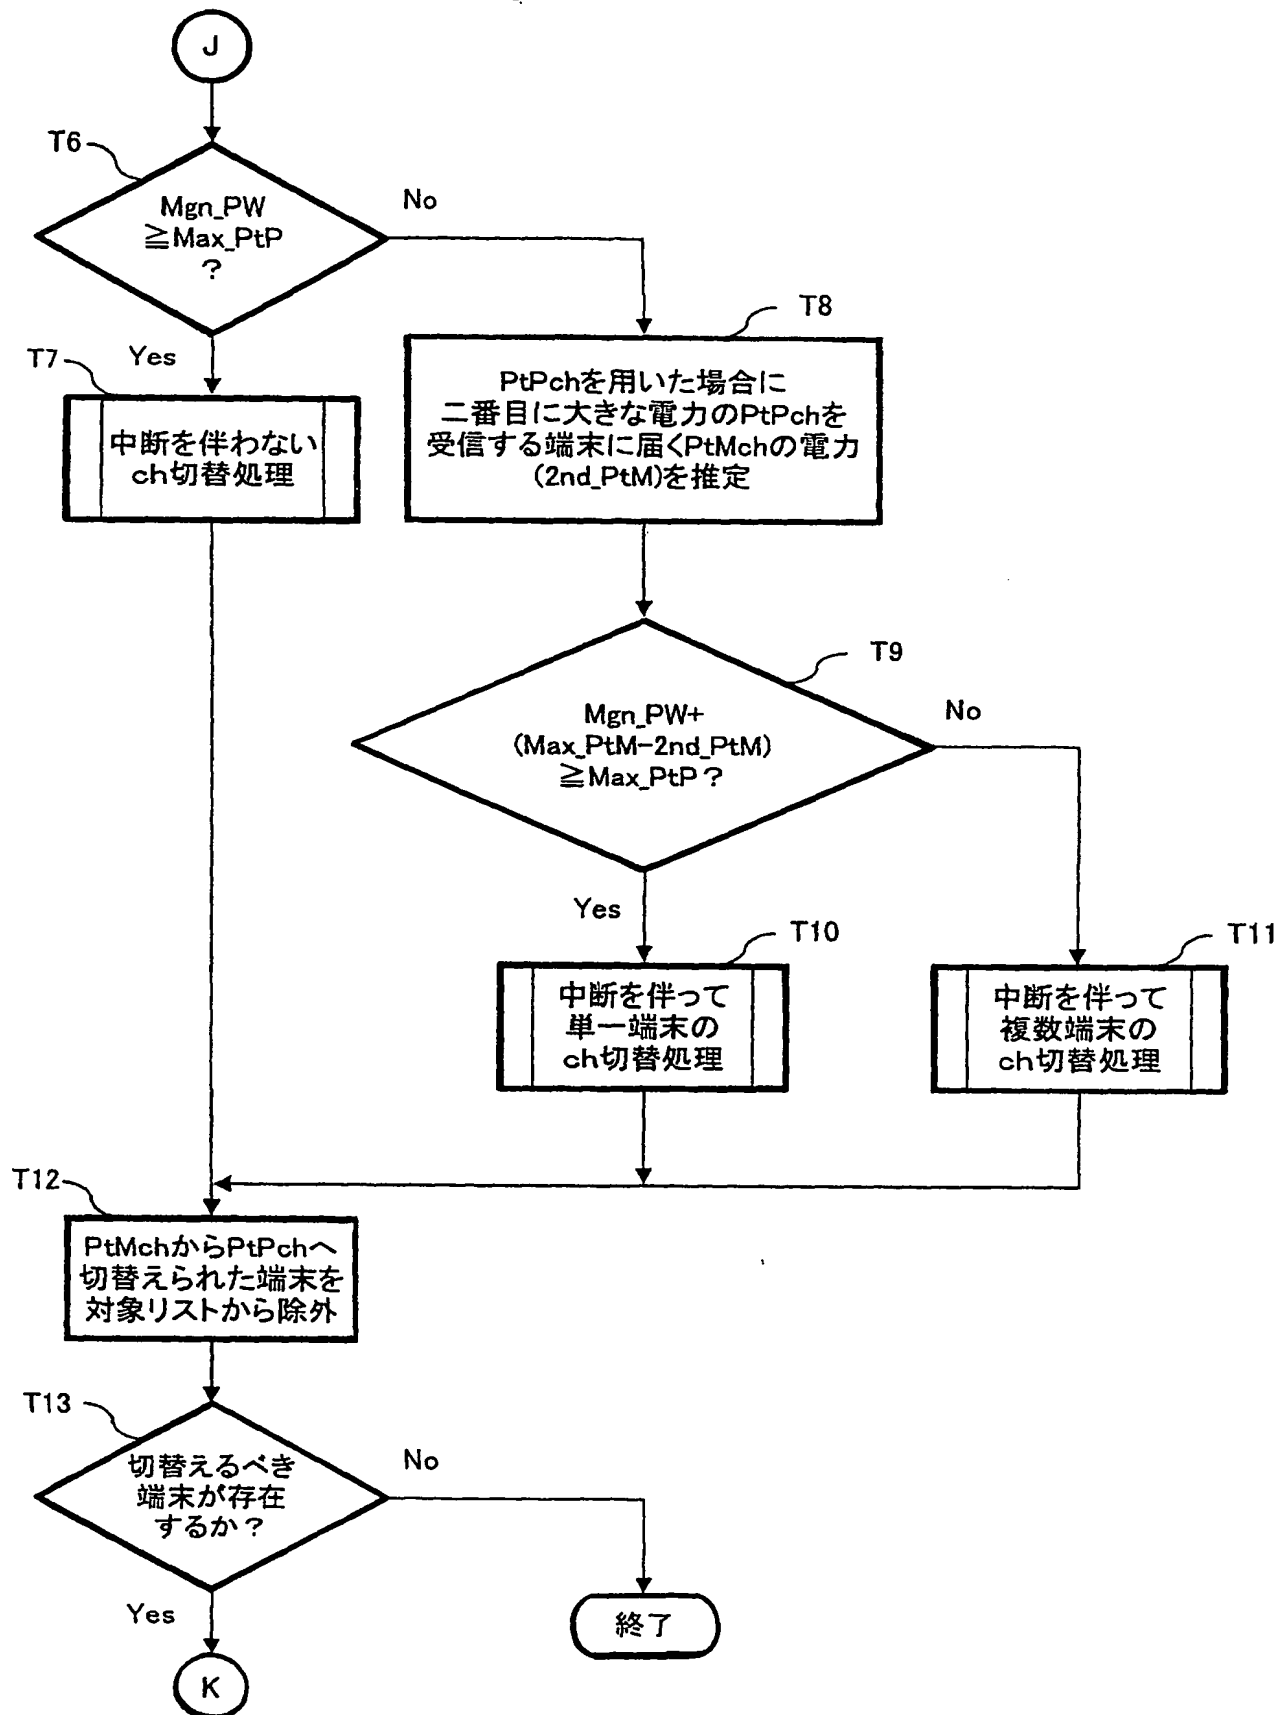 J
T6
Mgn_PW
≧Max_PtP
?
No
Yes
T7
中断を伴わない
ch切替処理
T8
PtPchを用いた場合に
二番目に大きな電力のPtPchを
受信する端末に届くPtMchの電力
(2nd_PtM)を推定
T9
Mgn_PW+
(Max_PtM-2nd_PtM)
≧Max_PtP?
No
Yes
T10
中断を伴って
単一端末の
ch切替処理
T11
中断を伴って
複数端末の
ch切替処理
T12
PtMchからPtPchへ
切替えられた端末を
対象リストから除外
T13
切替えるべき
端末が存在
するか?
No
Yes
終了
K